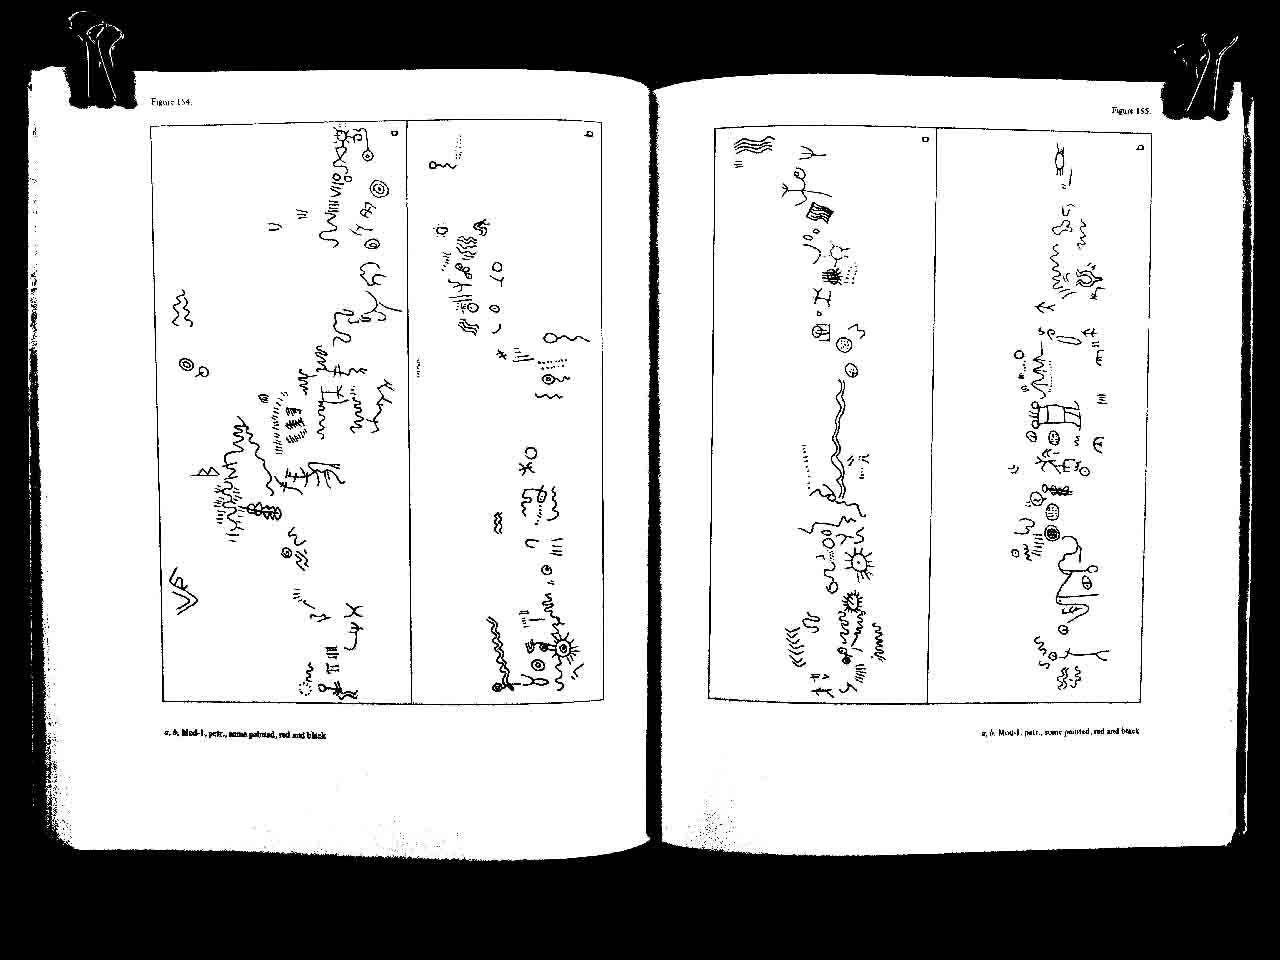 Figure 154.
a
b
a, b, Mod-1, petr., some painted, red and black
Figure 155.
a
b
a, b, Mod-1, petr., some painted, red and black